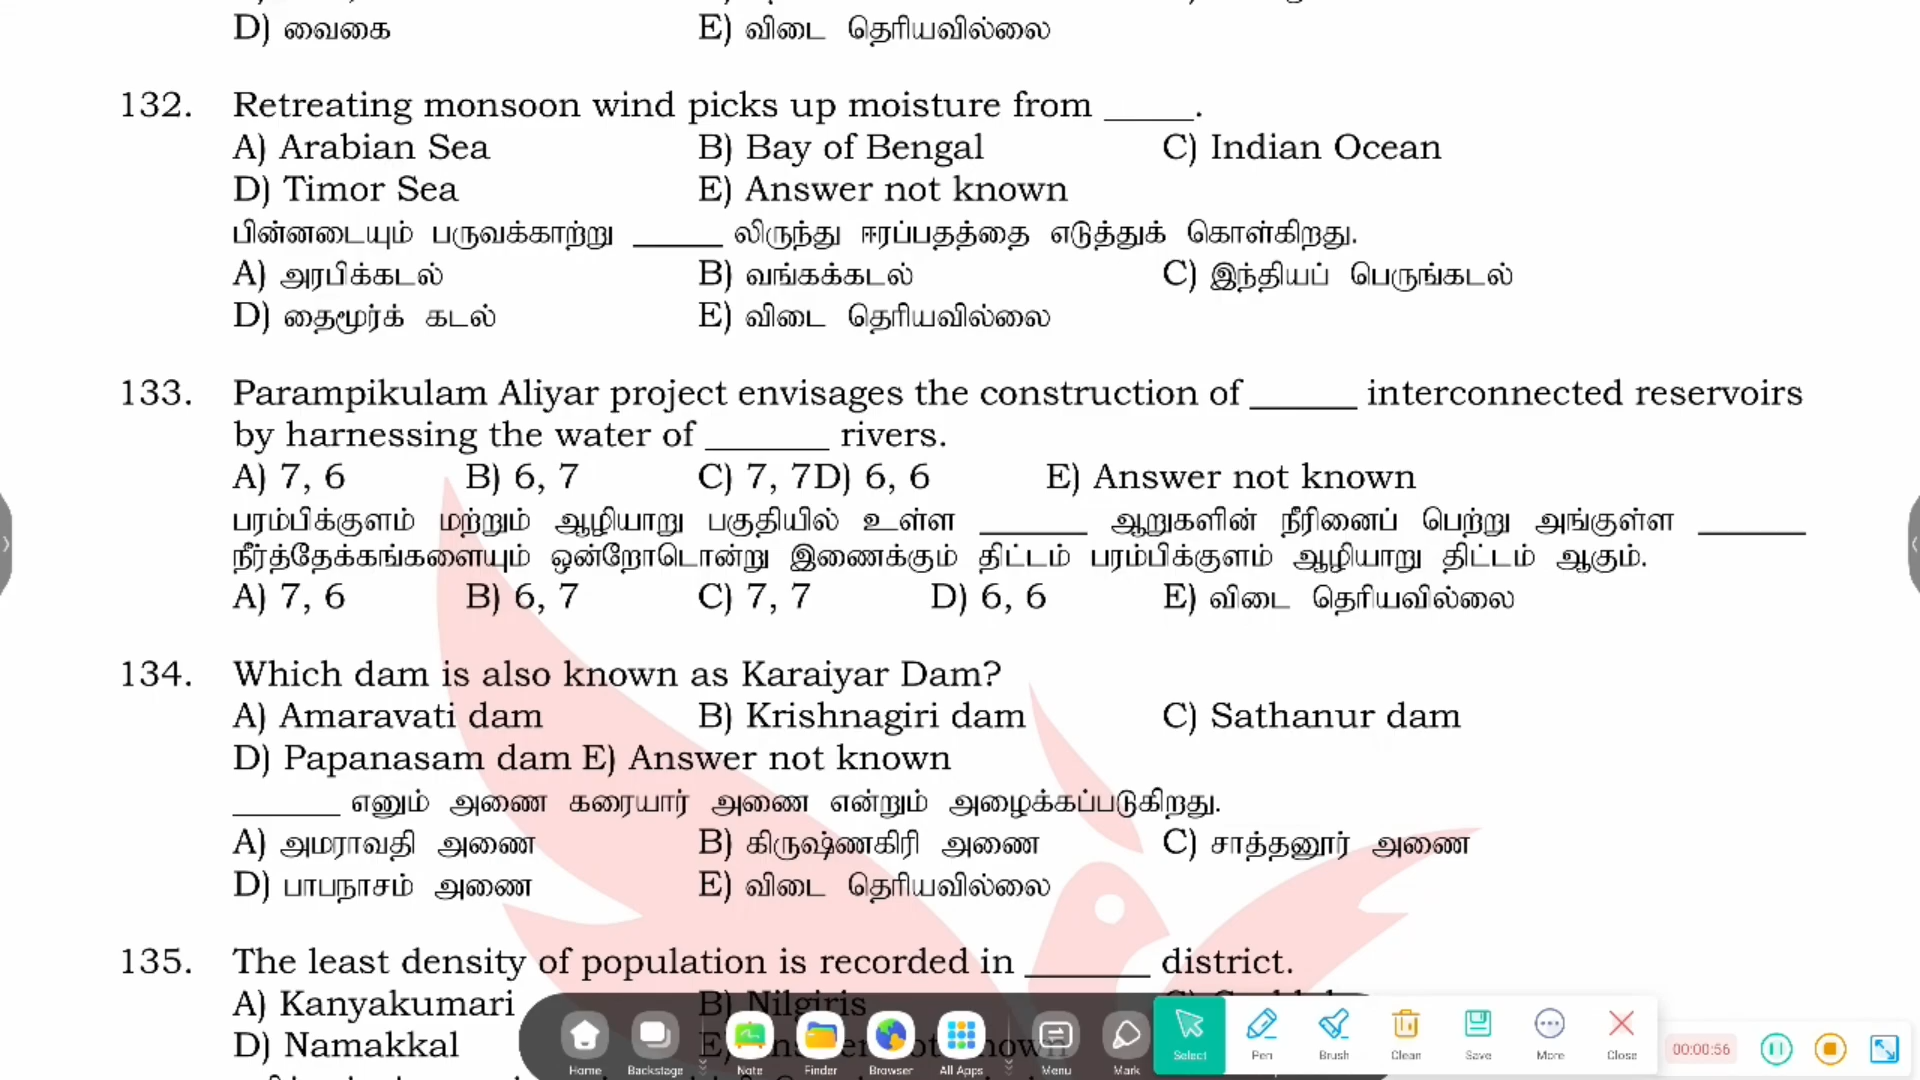 D) வைகை E) விடை தெரியவில்லை
132. Retreating monsoon wind picks up moisture from _____.
A) Arabian Sea B) Bay of Bengal C) Indian Ocean
D) Timor Sea E) Answer not known
பின்னடையும் பருவக்காற்று _____ லிருந்து ஈரப்பதத்தை எடுத்துக் கொள்கிறது.
A) அரபிக்கடல் B) வங்கக்கடல் C) இந்தியப் பெருங்கடல்
D) தைமூர்க் கடல் E) விடை தெரியவில்லை
133. Parampikulam Aliyar project envisages the construction of ______ interconnected reservoirs
by harnessing the water of _______ rivers.
A) 7, 6 B) 6, 7 C) 7, 7D) 6, 6 E) Answer not known
பரம்பிக்குளம் மற்றும் ஆழியாறு பகுதியில் உள்ள ______ ஆறுகளின் நீரினைப் பெற்று அங்குள்ள ______
நீர்த்தேக்கங்களையும் ஒன்றோடொன்று இணைக்கும் திட்டம் பரம்பிக்குளம் ஆழியாறு திட்டம் ஆகும்.
A) 7, 6 B) 6, 7 C) 7, 7 D) 6, 6 E) விடை தெரியவில்லை
134. Which dam is also known as Karaiyar Dam?
A) Amaravati dam B) Krishnagiri dam C) Sathanur dam
D) Papanasam dam E) Answer not known
______ எனும் அணை கரையார் அணை என்றும் அழைக்கப்படுகிறது.
A) அமராவதி அணை B) கிருஷ்ணகிரி அணை C) சாத்தனூர் அணை
D) பாபநாசம் அணை E) விடை தெரியவில்லை
135. The least density of population is recorded in _______ district.
A) Kanyakumari B) Nilgiris
D) Namakkal
Home Backstage Note Finder Browser All Apps Menu Mark Select Pen Brush Clean Save More Close
00:00:56